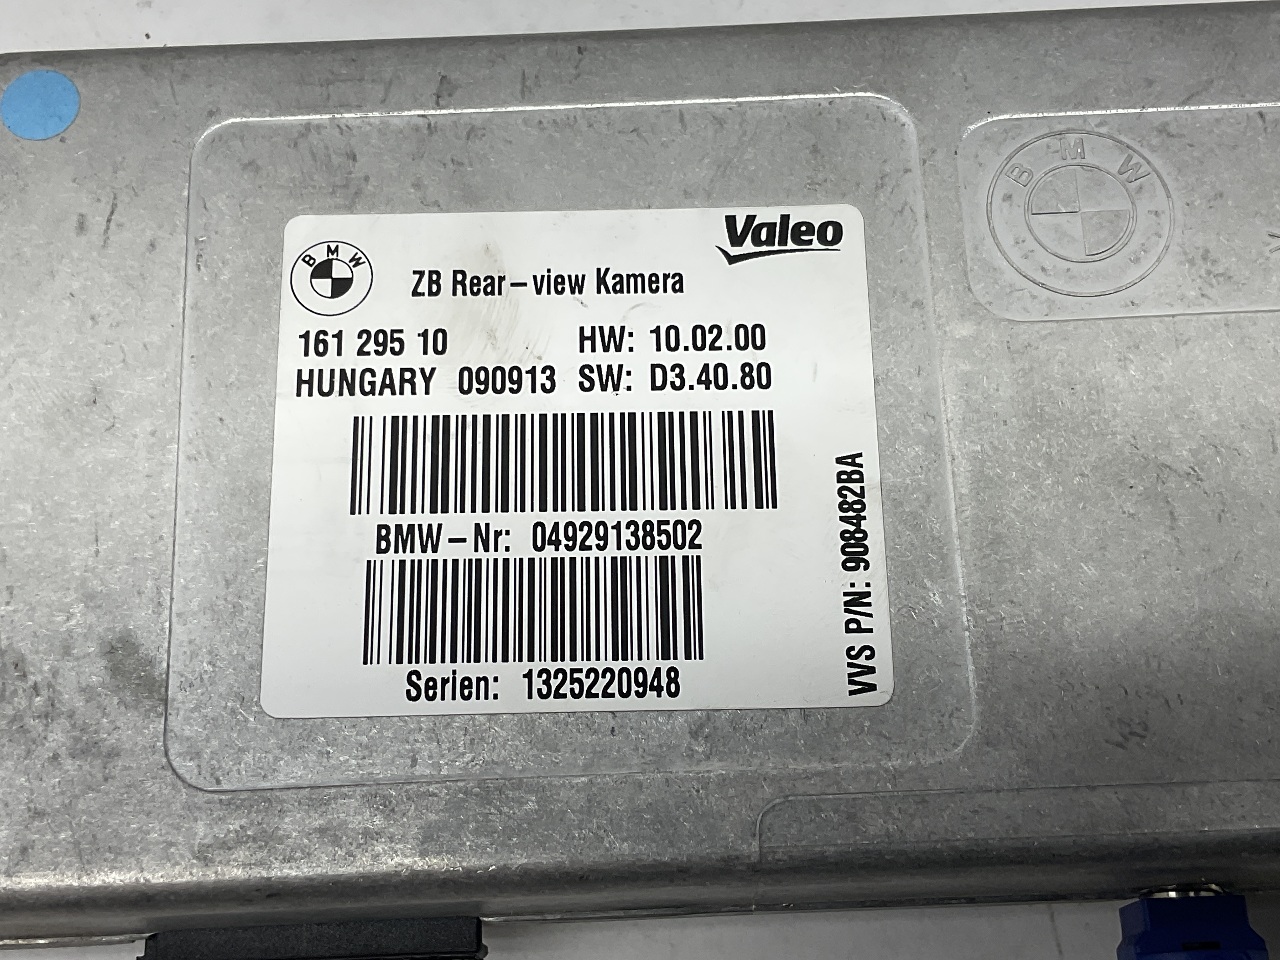 BMW
Valeo
BMW
ZB Rear-view Kamera
161 295 10 HW: 10.02.00
HUNGARY 090913 SW: D3.40.80
BMW-Nr: 04929138502
Serien: 1325220948
VVS P/N: 908482BA